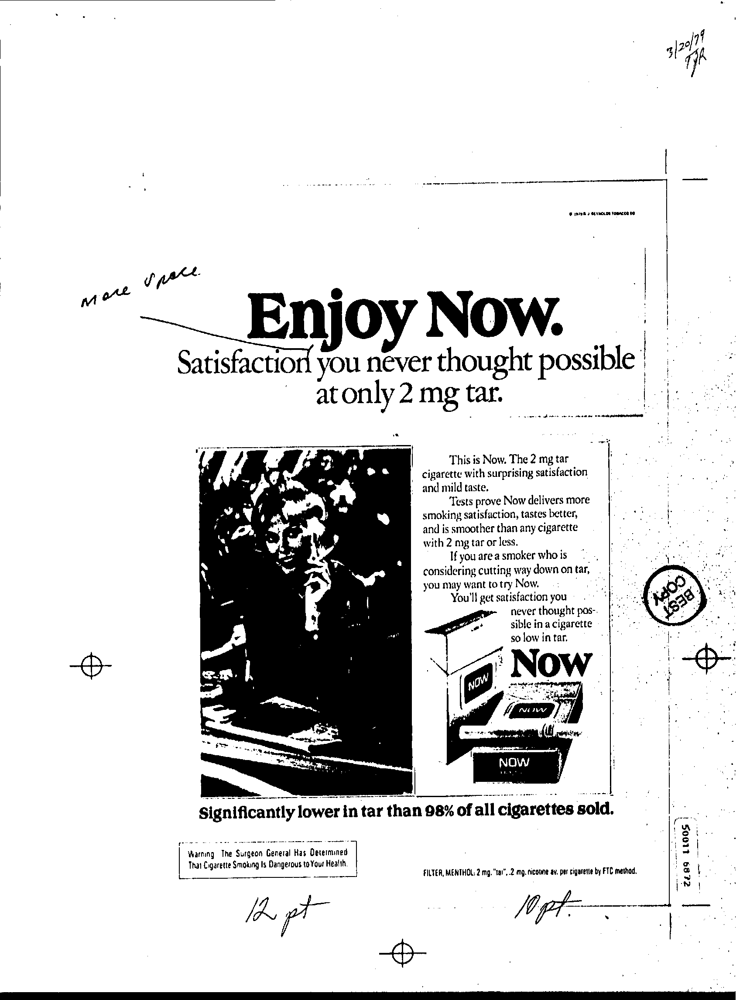 3/20/79
TJR
More Space
Enjoy Now.
Satisfaction you never thought possible
at only 2 mg tar.
This is Now. The 2 mg tar
cigarette with surprising satisfaction
and mild taste.
Tests prove Now delivers more
smoking satisfaction, tastes better,
and is smoother than any cigarette
with 2 mg tar or less.
If you are a smoker who is
considering cutting way down on tar,
you may want to try Now.
You'll get satisfaction you
never thought pos-
sible in a cigarette
so low in tar.
NOW
NOW
NOW
NOW
BEST
COPY
Significantly lower in tar than 98% of all cigarettes sold.
Warning The Surgeon General Has Determined
That Cigarette Smoking Is Dangerous to Your Health.
FILTER, MENTHOL: 2 mg. "tar", .2 mg. nicotine av. per cigarette by FTC method.
12 pt
10 pt.
50011 6872